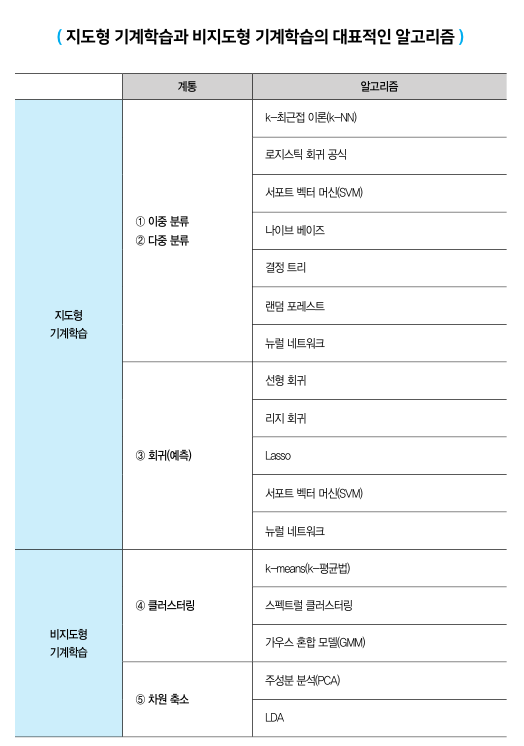 ( 지도형 기계학습과 비지도형 기계학습의 대표적인 알고리즘 )
계통
알고리즘
지도형
기계학습
① 이중 분류
② 다중 분류
k-최근접 이론(k-NN)
로지스틱 회귀 공식
서포트 벡터 머신(SVM)
나이브 베이즈
결정 트리
랜덤 포레스트
뉴럴 네트워크
③ 회귀(예측)
선형 회귀
리지 회귀
Lasso
서포트 벡터 머신(SVM)
뉴럴 네트워크
비지도형
기계학습
④ 클러스터링
k-means(k-평균법)
스펙트럴 클러스터링
가우스 혼합 모델(GMM)
⑤ 차원 축소
주성분 분석(PCA)
LDA